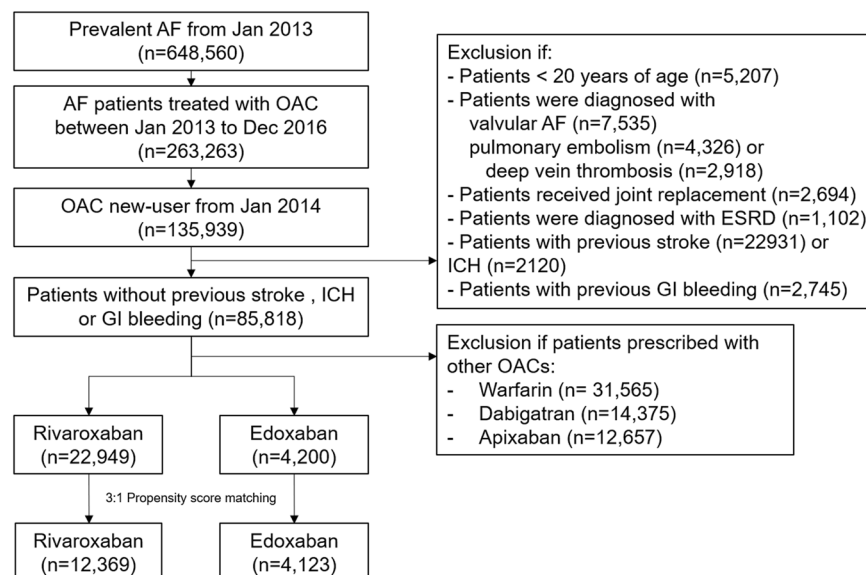 Prevalent AF from Jan 2013
(n=648,560)
AF patients treated with OAC
between Jan 2013 to Dec 2016
(n=263,263)
OAC new-user from Jan 2014
(n=135,939)
Exclusion if:
- Patients < 20 years of age (n=5,207)
- Patients were diagnosed with
valvular AF (n=7,535)
pulmonary embolism (n=4,326) or
deep vein thrombosis (n=2,918)
- Patients received joint replacement (n=2,694)
- Patients were diagnosed with ESRD (n=1,102)
- Patients with previous stroke (n=22931) or
ICH (n=2120)
- Patients with previous GI bleeding (n=2,745)
Patients without previous stroke , ICH
or GI bleeding (n=85,818)
Exclusion if patients prescribed with
other OACs:
- Warfarin (n= 31,565)
- Dabigatran (n=14,375)
- Apixaban (n=12,657)
Rivaroxaban
(n=22,949)
Edoxaban
(n=4,200)
3:1 Propensity score matching
Rivaroxaban
(n=12,369)
Edoxaban
(n=4,123)